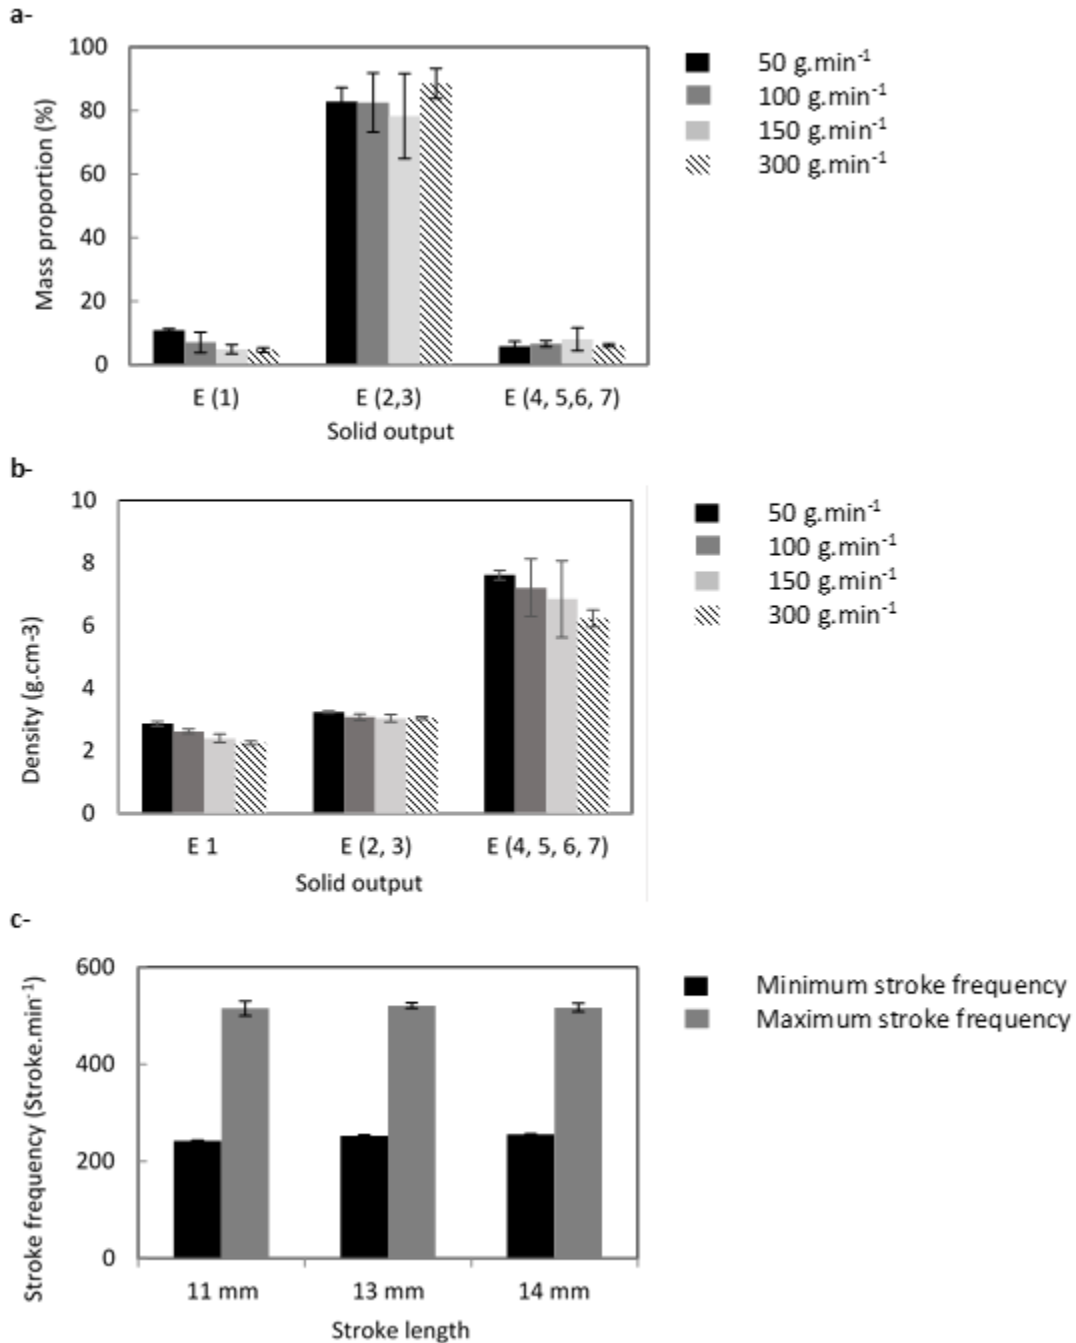 a-
100
80
60
40
20
0
Mass proportion (%)
E (1) E (2,3) E (4, 5,6, 7)
Solid output
50 g.min⁻¹
100 g.min⁻¹
150 g.min⁻¹
300 g.min⁻¹
b-
10
8
6
4
2
0
Density (g.cm-3)
E 1 E (2, 3) E (4, 5, 6, 7)
Solid output
50 g.min⁻¹
100 g.min⁻¹
150 g.min⁻¹
300 g.min⁻¹
c-
600
400
200
0
Stroke frequency (Stroke.min⁻¹)
11 mm 13 mm 14 mm
Stroke length
Minimum stroke frequency
Maximum stroke frequency